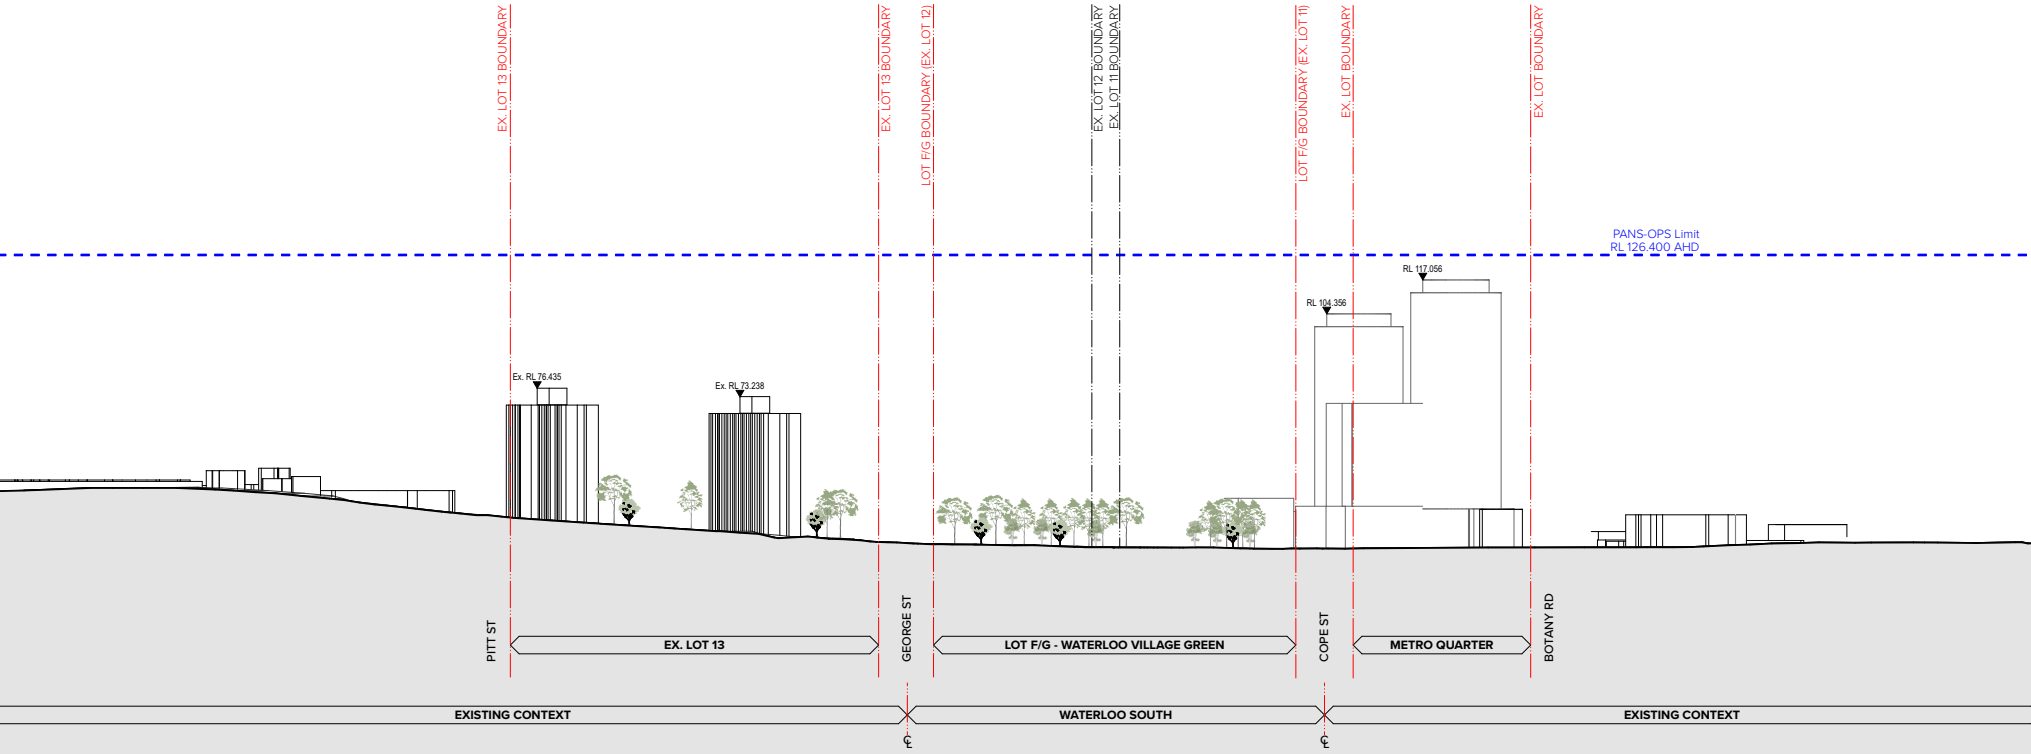 EX. LOT 13 BOUNDARY
EX. LOT 13 BOUNDARY
LOT F/G BOUNDARY (EX. LOT 12)
EX. LOT 12 BOUNDARY
EX. LOT 11 BOUNDARY
LOT F/G BOUNDARY (EX. LOT 11)
EX. LOT BOUNDARY
EX. LOT BOUNDARY
PANS-OPS Limit
RL 126.400 AHD
RL 117.056
RL 104.356
Ex. RL 76.435
Ex. RL 73.238
PITT ST
EX. LOT 13
GEORGE ST
LOT F/G - WATERLOO VILLAGE GREEN
COPE ST
METRO QUARTER
BOTANY RD
EXISTING CONTEXT
WATERLOO SOUTH
EXISTING CONTEXT
℄
℄